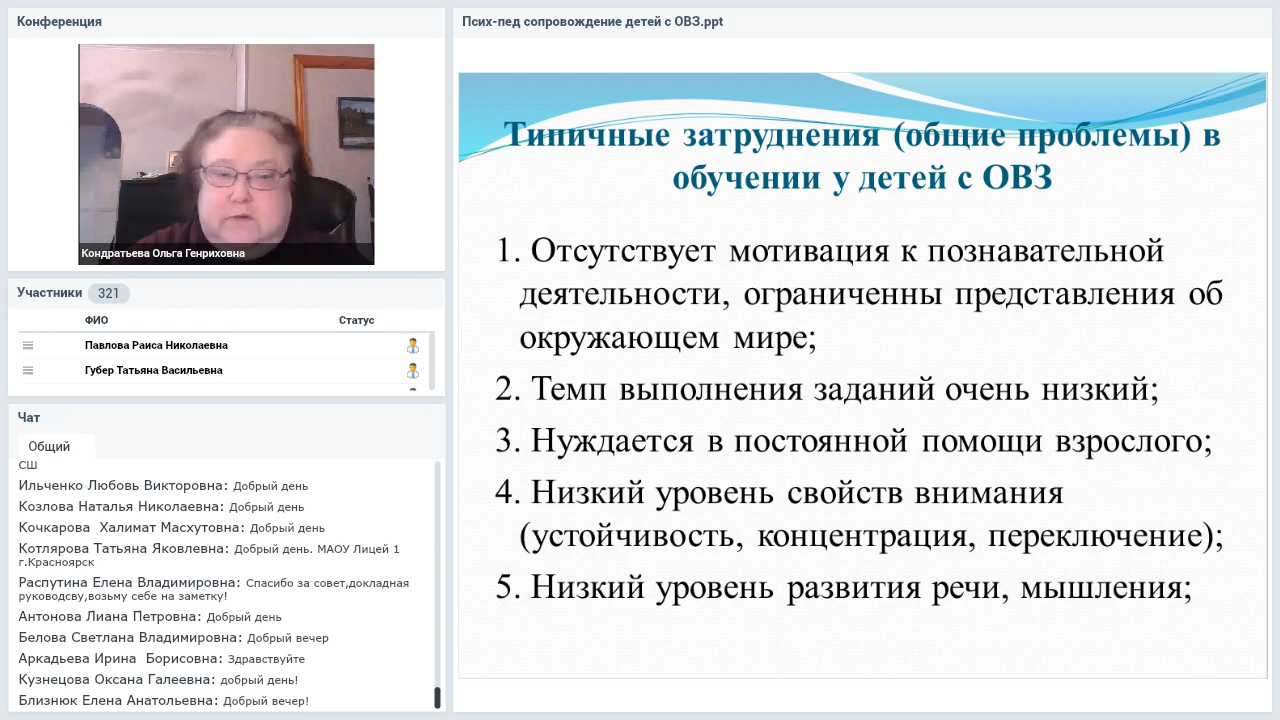 Конференция
Кондратьева Ольга Генриховна
Участники 321
ФИО Статус
Павлова Раиса Николаевна
Губер Татьяна Васильевна
Чат
Общий
СШ
Ильченко Любовь Викторовна: Добрый день
Козлова Наталья Николаевна: Добрый день
Кочкарова Халимат Масхутовна: Добрый день
Котлярова Татьяна Яковлевна: Добрый день. МАОУ Лицей 1
г.Красноярск
Распутина Елена Владимировна: Спасибо за совет,докладная
руководсву,возьму себе на заметку!
Антонова Лиана Петровна: Добрый день
Белова Светлана Владимировна: Добрый вечер
Аркадьева Ирина Борисовна: Здравствуйте
Кузнецова Оксана Галеевна: добрый день!
Близнюк Елена Анатольевна: Добрый вечер!
Псих-пед сопровождение детей с ОВЗ.ppt
Типичные затруднения (общие проблемы) в
обучении у детей с ОВЗ
1. Отсутствует мотивация к познавательной
деятельности, ограниченны представления об
окружающем мире;
2. Темп выполнения заданий очень низкий;
3. Нуждается в постоянной помощи взрослого;
4. Низкий уровень свойств внимания
(устойчивость, концентрация, переключение);
5. Низкий уровень развития речи, мышления;